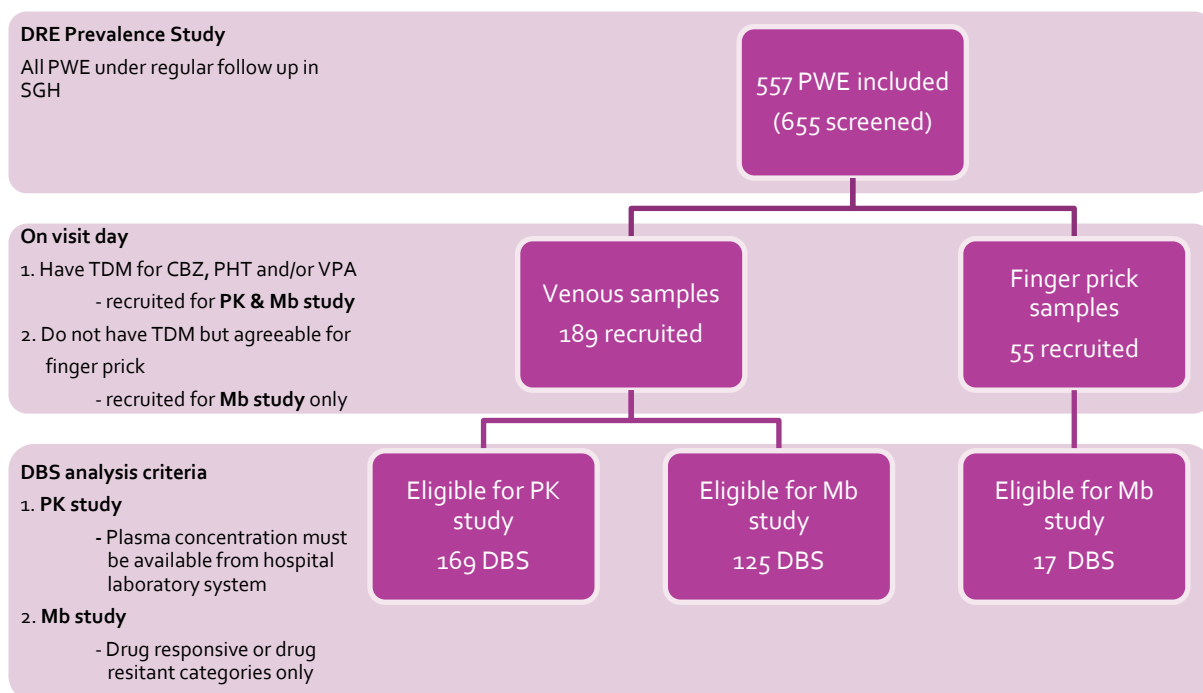 DRE Prevalence Study
All PWE under regular follow up in
SGH
557 PWE included
(655 screened)
On visit day
1. Have TDM for CBZ, PHT and/or VPA
- recruited for PK & Mb study
2. Do not have TDM but agreeable for
finger prick
- recruited for Mb study only
Venous samples
189 recruited
Finger prick
samples
55 recruited
DBS analysis criteria
1. PK study
- Plasma concentration must
be available from hospital
laboratory system
2. Mb study
- Drug responsive or drug
resitant categories only
Eligible for PK
study
169 DBS
Eligible for Mb
study
125 DBS
Eligible for Mb
study
17 DBS